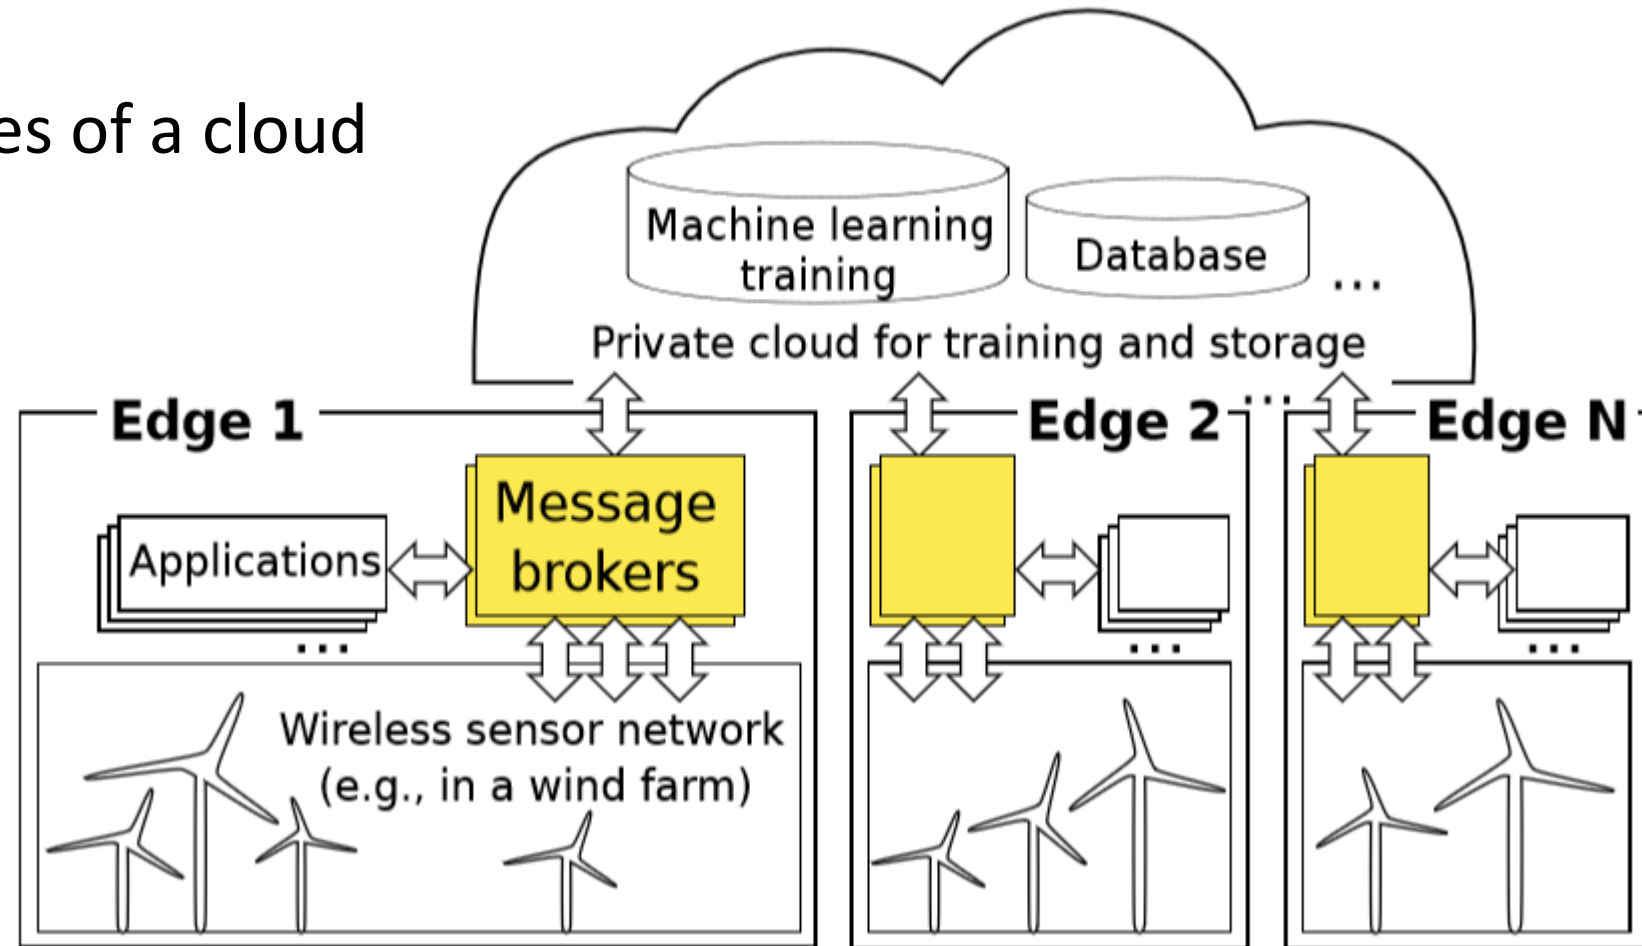 es of a cloud
Machine learning
training
Database
...
Private cloud for training and storage
Edge 1
Edge 2
...
Edge N
Applications
...
Message
brokers
...
...
Wireless sensor network
(e.g., in a wind farm)